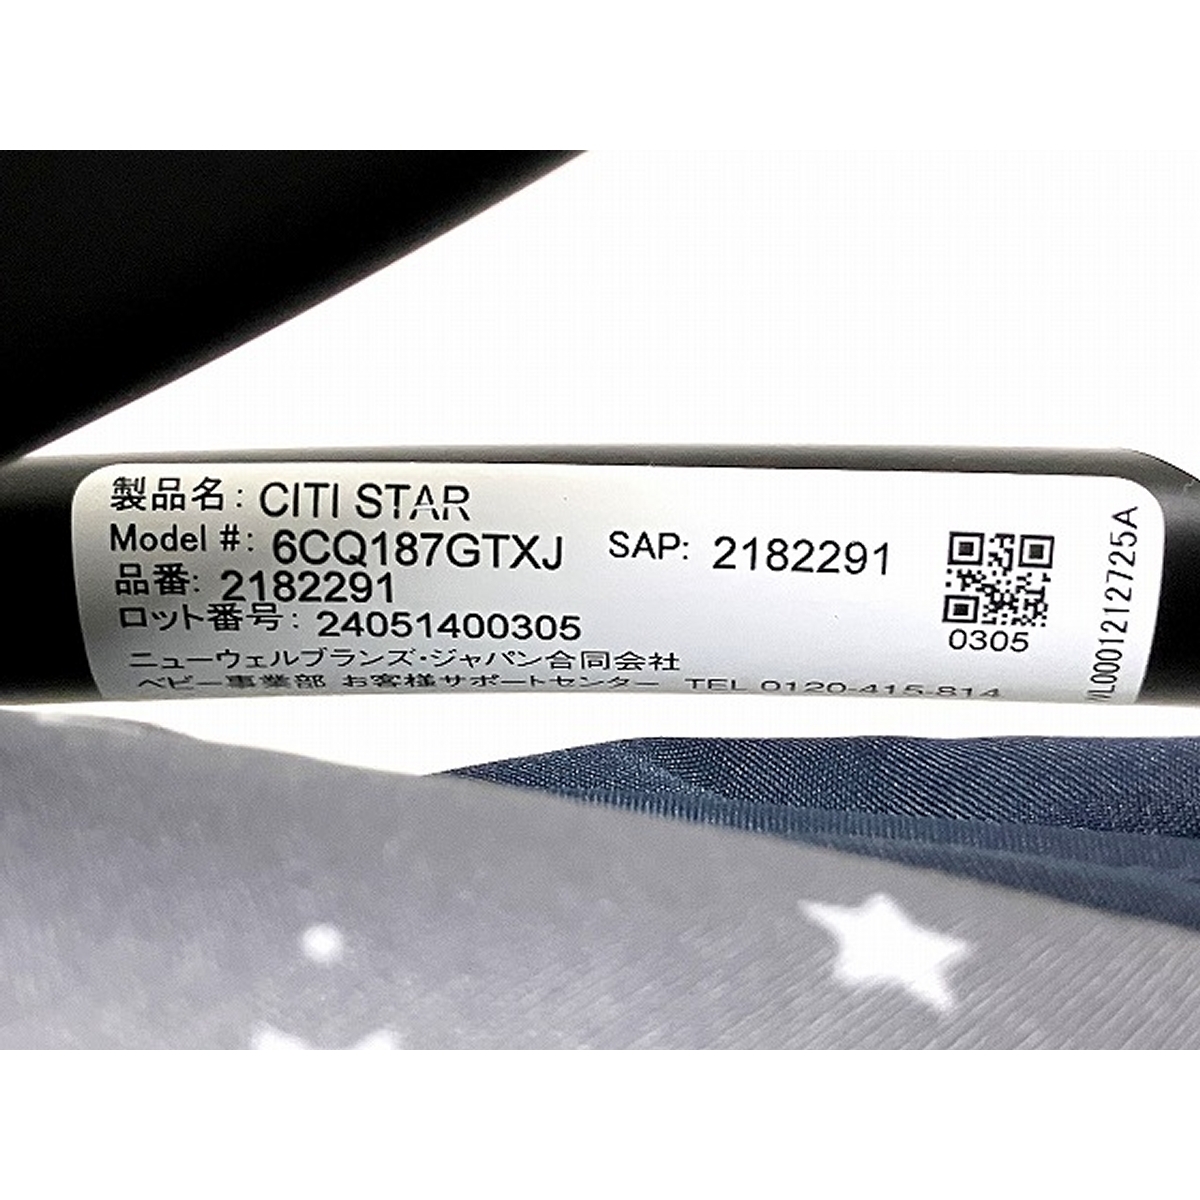 製品名: CITI STAR
Model #: 6CQ187GTXJ SAP: 2182291
品番: 2182291
ロット番号: 24051400305
ニューウェルブランズ・ジャパン合同会社
ベビー事業部 お客様サポートセンター TEL 0120-415-814
0305